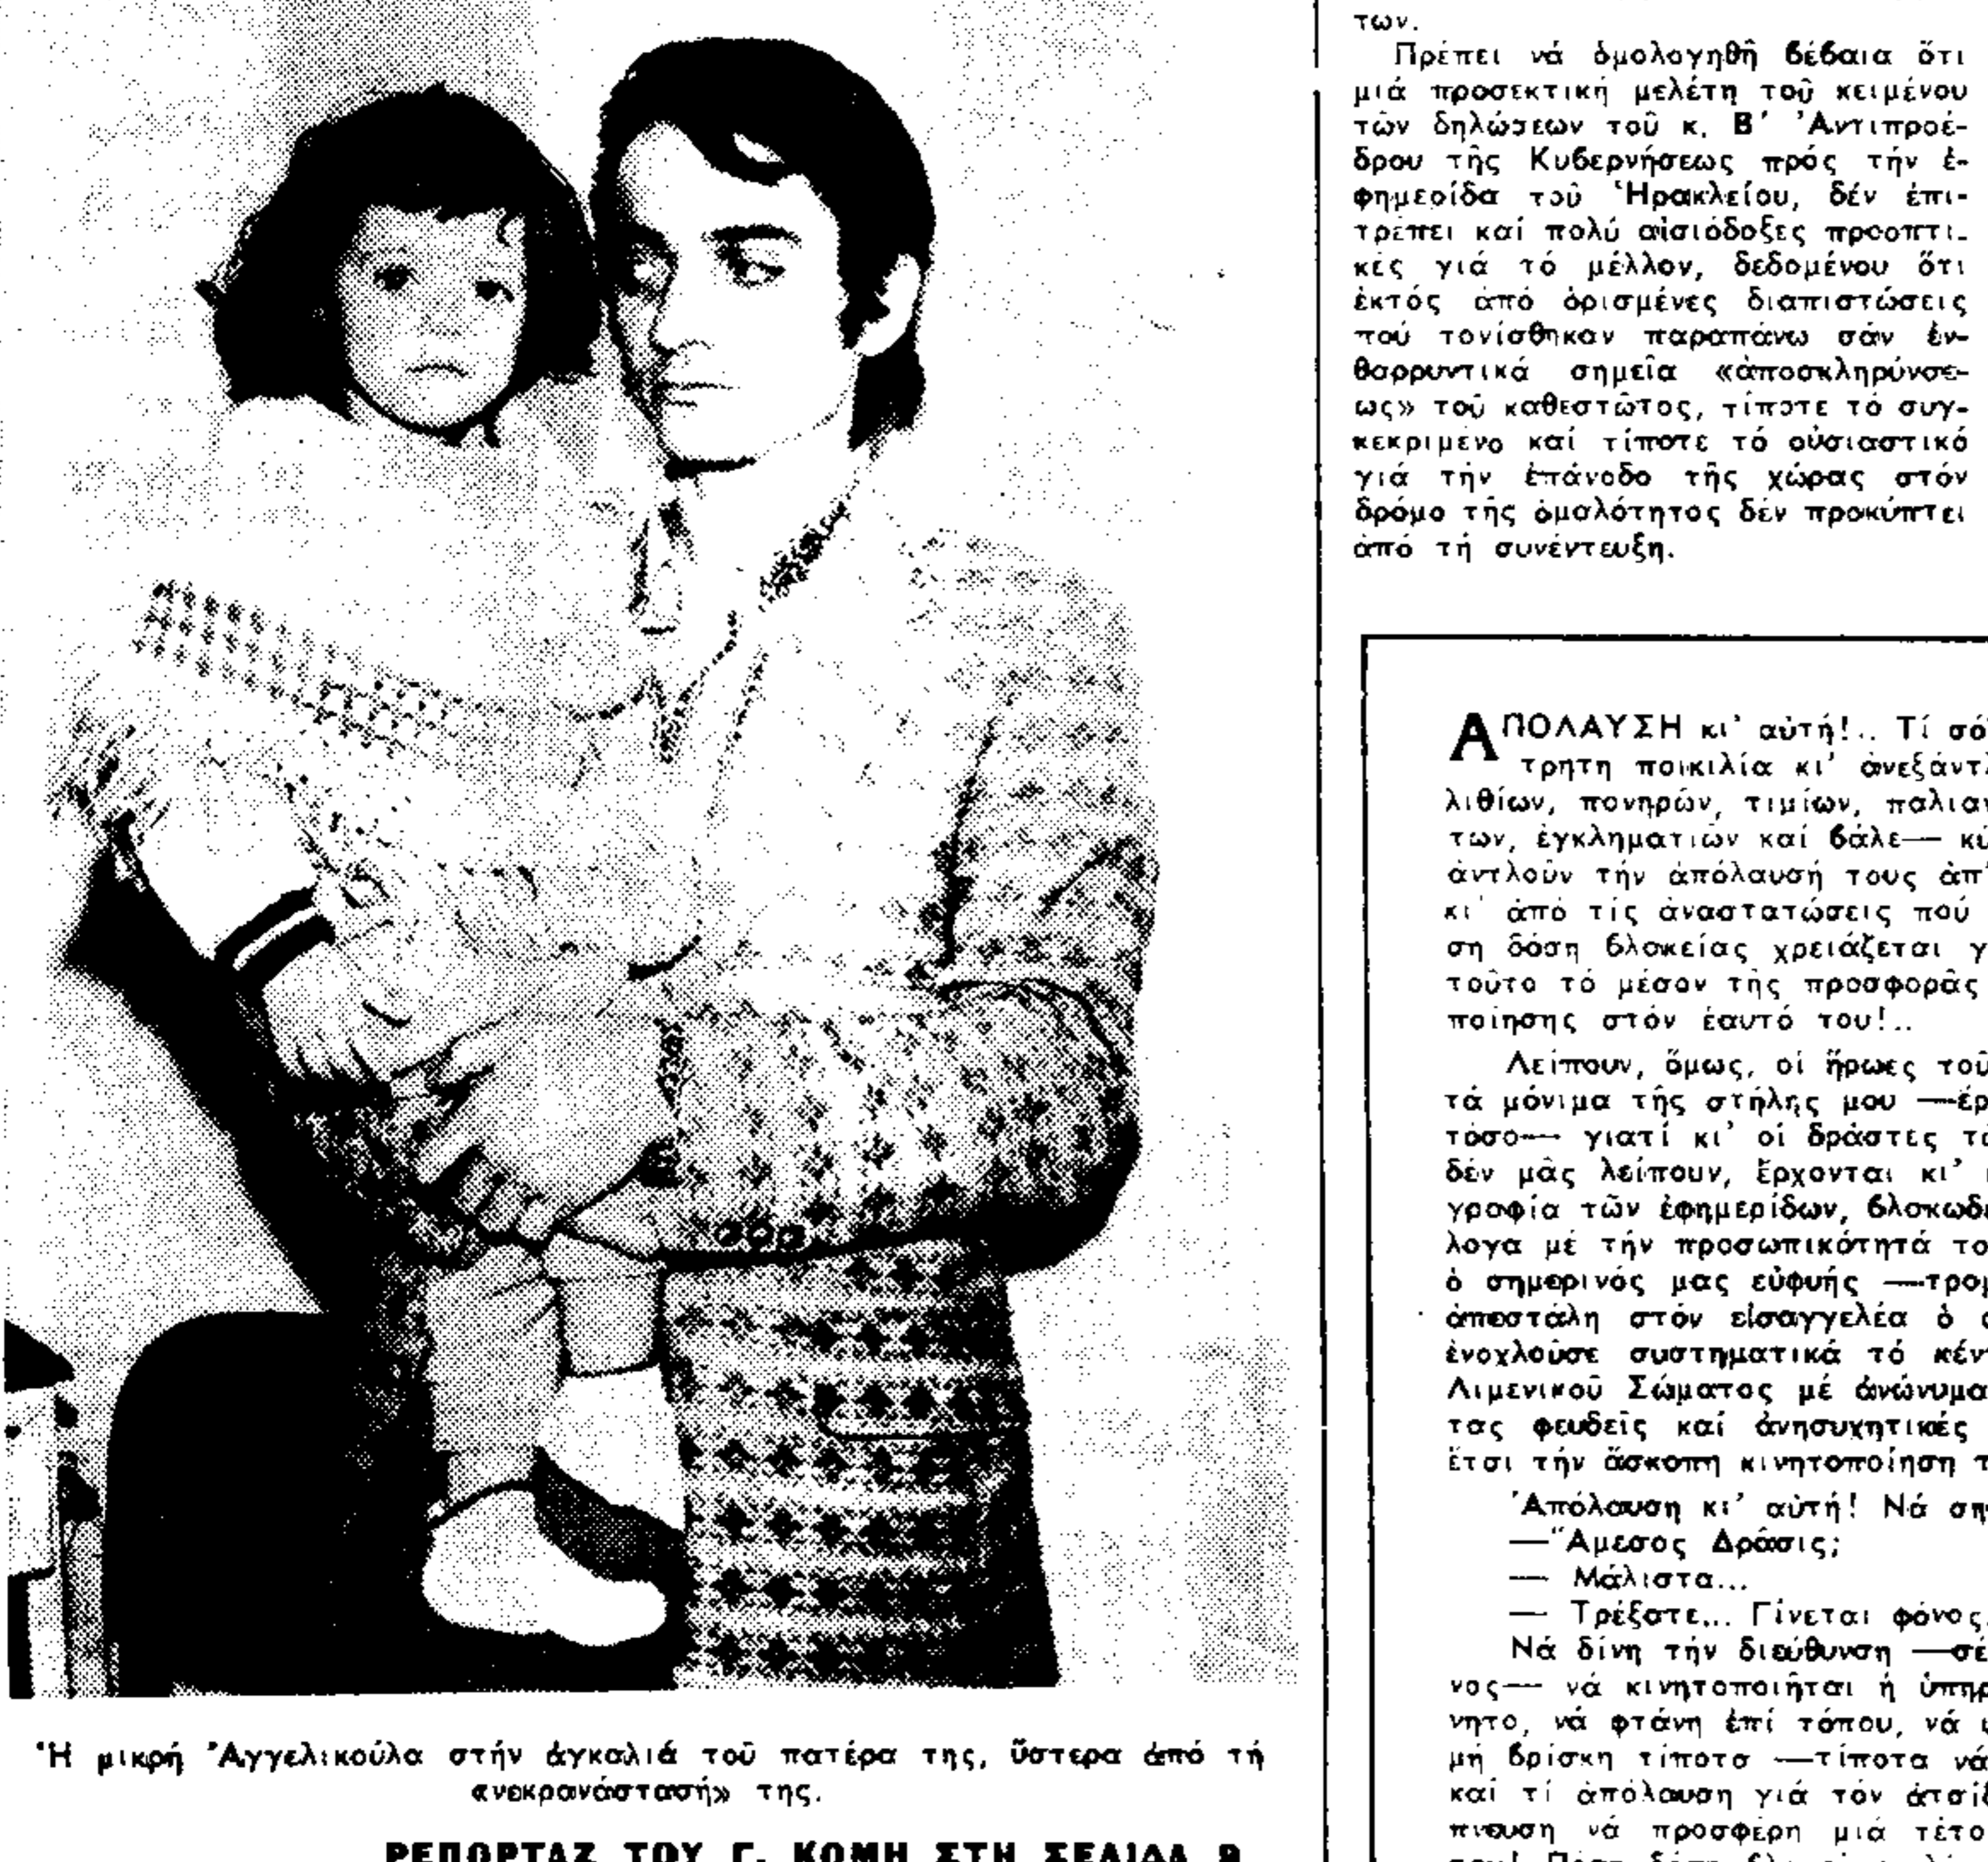 Ἡ μικρή Ἀγγελικούλα στήν ἀγκαλιά τοῦ πατέρα της, ὕστερα ἀπό τή
«νεκρανάστασή» της.
ΡΕΠΟΡΤΑΖ ΤΟΥ Γ. ΚΟΜΗ ΣΤΗ ΣΕΛΙΔΑ 9
των.
Πρέπει νά ὁμολογηθῆ βέβαια ὅτι
μιά προσεκτική μελέτη τοῦ κειμένου
τῶν δηλώσεων τοῦ κ. Β΄ Ἀντιπροέ-
δρου τῆς Κυβερνήσεως πρός τήν ἐ-
φημερίδα τοῦ Ἡρακλείου, δέν ἐπι-
τρέπει καί πολύ αἰσιόδοξες προοπτι-
κές γιά τό μέλλον, δεδομένου ὅτι
ἐκτός ἀπό ὁρισμένες διαπιστώσεις
πού τονίσθηκαν παραπάνω σάν ἐν-
θαρρυντικά σημεῖα «ἀποσκληρύνσε-
ως» τοῦ καθεστῶτος, τίποτε τό συγ-
κεκριμένο καί τίποτε τό οὐσιαστικό
γιά τήν ἐπάνοδο τῆς χώρας στόν
δρόμο τῆς ὁμαλότητος δέν προκύπτει
ἀπό τή συνέντευξη.
ΑΠΟΛΑΥΣΗ κι' αὐτή!.. Τί σό
τρητη ποικιλία κι' ἀνεξάντλ
λιθίων, πονηρῶν, τιμίων, παλιαν
των, ἐγκληματιῶν καί βάλε— κι
ἀντλοῦν τήν ἀπόλαυσή τους ἀπ'
κι' ἀπό τίς ἀναστατώσεις πού
ση δόση βλακείας χρειάζεται γ
τοῦτο τό μέσον τῆς προσφορᾶς
ποίησης στόν ἑαυτό του!..
Λείπουν, ὅμως, οἱ ἥρωες τοῦ
τά μόνιμα τῆς στήλης μου —ἐρ
τόσο— γιατί κι' οἱ δράστες τ
δέν μᾶς λείπουν, ἔρχονται κι'
γραφία τῶν ἐφημερίδων, βλακωδ
λογα μέ τήν προσωπικότητά το
ὁ σημερινός μας εὐφυής —τρομ
ἀπεστάλη στόν εἰσαγγελέα ὁ
ἐνοχλοῦσε συστηματικά τό κέν
Λιμενικοῦ Σώματος μέ ἀνώνυμα
τας ψευδεῖς καί ἀνησυχητικές
ἔτσι τήν ἄσκοπη κινητοποίηση τ
Ἀπόλαυση κι' αὐτή! Νά ση
—Ἄμεσος Δρᾶσις;
— Μάλιστα...
— Τρέξατε... Γίνεται φόνος
Νά δίνη τήν διεύθυνση —σέ
νος— νά κινητοποιῆται ἡ ὑπηρ
νητο, νά φτάνη ἐπί τόπου, νά
μή βρίσκη τίποτα —τίποτα νά
καί τί ἀπόλαυση γιά τόν ἀτσίδ
πνευση νά προσφέρη μιά τέτο